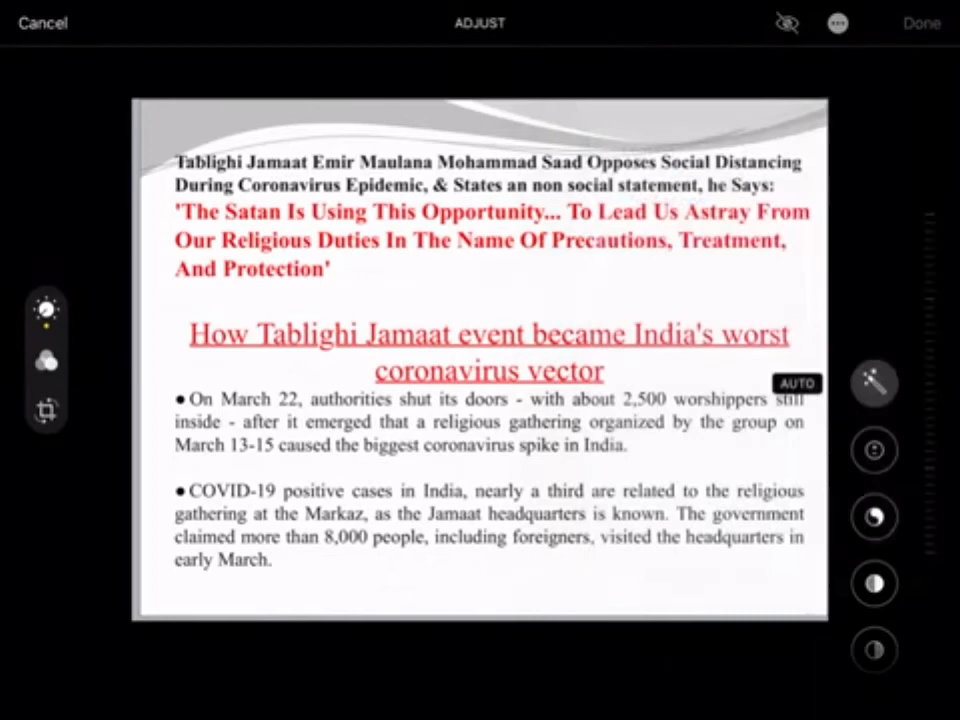 Cancel
ADJUST
Done
Tablighi Jamaat Emir Maulana Mohammad Saad Opposes Social Distancing
During Coronavirus Epidemic, & States an non social statement, he Says:
'The Satan Is Using This Opportunity... To Lead Us Astray From
Our Religious Duties In The Name Of Precautions, Treatment,
And Protection'
How Tablighi Jamaat event became India's worst
coronavirus vector
AUTO
●On March 22, authorities shut its doors - with about 2,500 worshippers still
inside - after it emerged that a religious gathering organized by the group on
March 13-15 caused the biggest coronavirus spike in India.
●COVID-19 positive cases in India, nearly a third are related to the religious
gathering at the Markaz, as the Jamaat headquarters is known. The government
claimed more than 8,000 people, including foreigners, visited the headquarters in
early March.